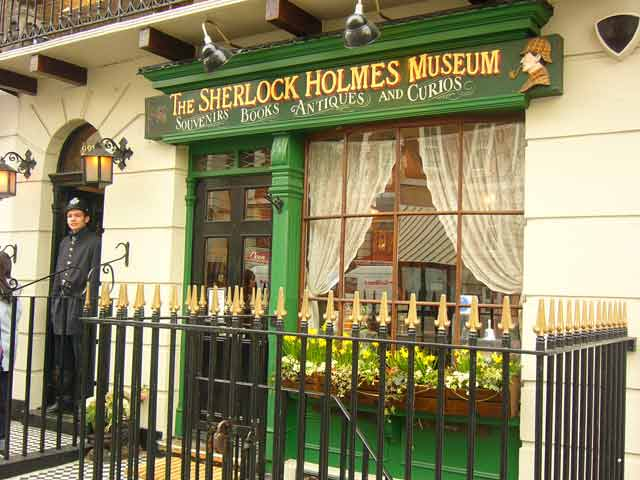 THE SHERLOCK HOLMES MUSEUM
SOUVENIRS BOOKS ANTIQUES AND CURIOS